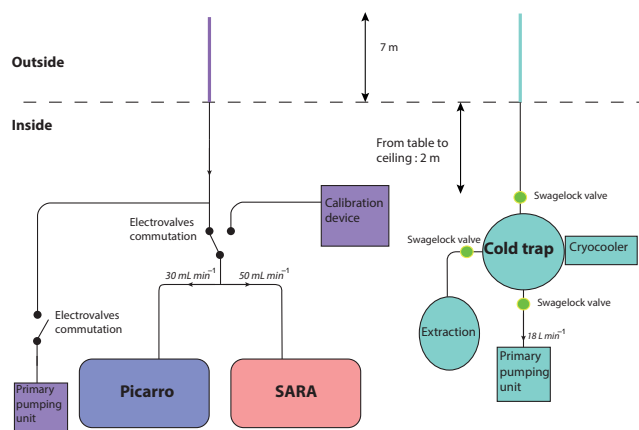 7 m
Outside
Inside
From table to
ceiling : 2 m
Swagelock valve
Calibration
device
Electrovalves
commutation
Swagelock valve
Cold trap
Cryocooler
30 mL min⁻¹
50 mL min⁻¹
Swagelock valve
Electrovalves
commutation
Extraction
18 L min⁻¹
Primary
pumping
unit
Picarro
SARA
Primary
pumping
unit